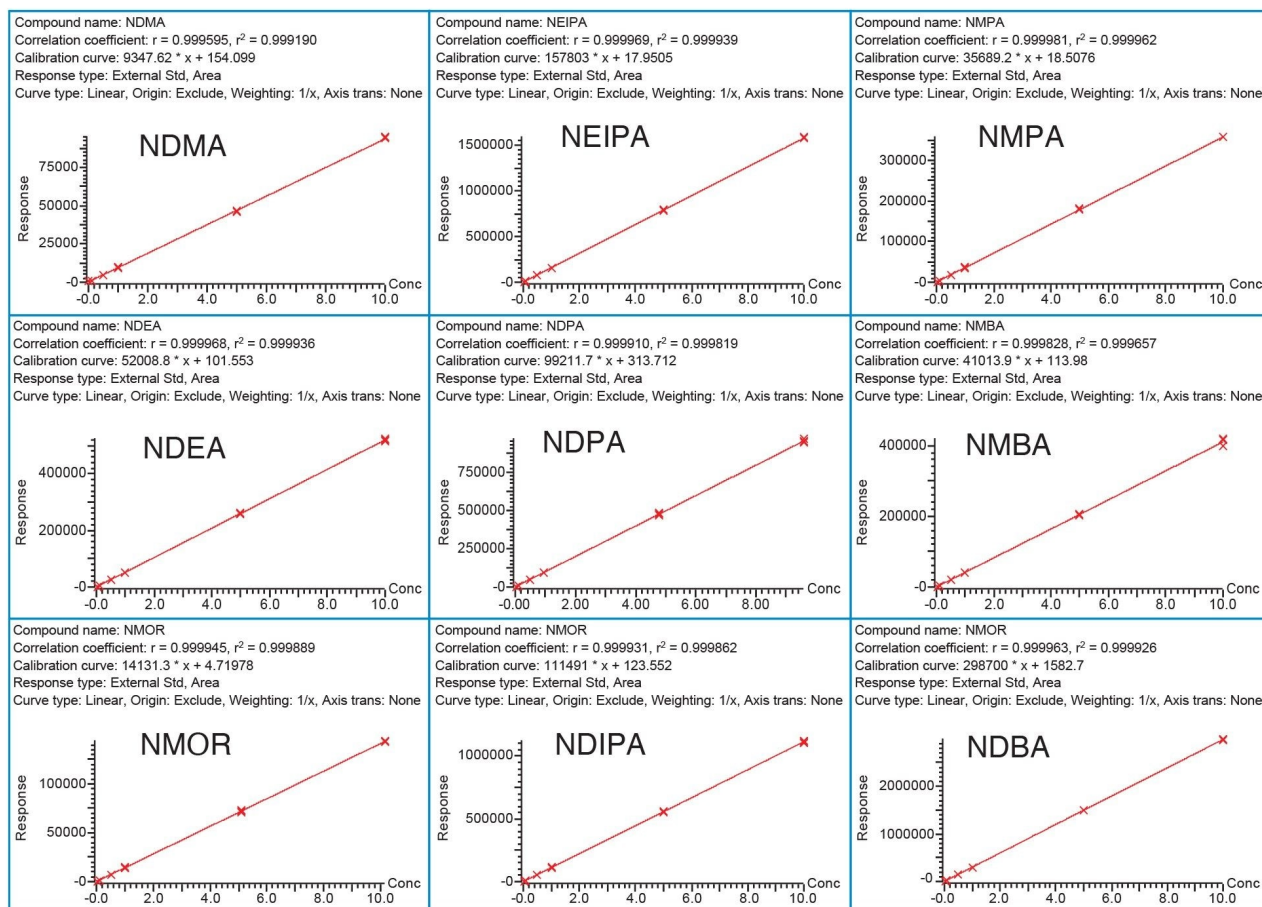 Compound name: NDMA
Correlation coefficient: r = 0.999595, r² = 0.999190
Calibration curve: 9347.62 * x + 154.099
Response type: External Std, Area
Curve type: Linear, Origin: Exclude, Weighting: 1/x, Axis trans: None
NDMA
Response
75000
50000
25000
-0
-0.0
2.0
4.0
6.0
8.0
10.0
Conc
Compound name: NEIPA
Correlation coefficient: r = 0.999969, r² = 0.999939
Calibration curve: 157803 * x + 17.9505
Response type: External Std, Area
Curve type: Linear, Origin: Exclude, Weighting: 1/x, Axis trans: None
NEIPA
Response
1500000
1000000
500000
-0
-0.0
2.0
4.0
6.0
8.0
10.0
Conc
Compound name: NMPA
Correlation coefficient: r = 0.999981, r² = 0.999962
Calibration curve: 35689.2 * x + 18.5076
Response type: External Std, Area
Curve type: Linear, Origin: Exclude, Weighting: 1/x, Axis trans: None
NMPA
Response
300000
200000
100000
-0
-0.0
2.0
4.0
6.0
8.0
10.0
Conc
Compound name: NDEA
Correlation coefficient: r = 0.999968, r² = 0.999936
Calibration curve: 52008.8 * x + 101.553
Response type: External Std, Area
Curve type: Linear, Origin: Exclude, Weighting: 1/x, Axis trans: None
NDEA
Response
400000
200000
-0
-0.0
2.0
4.0
6.0
8.0
10.0
Conc
Compound name: NDPA
Correlation coefficient: r = 0.999910, r² = 0.999819
Calibration curve: 99211.7 * x + 313.712
Response type: External Std, Area
Curve type: Linear, Origin: Exclude, Weighting: 1/x, Axis trans: None
NDPA
Response
750000
500000
250000
-0
-0.0
2.00
4.00
6.00
8.00
Conc
Compound name: NMBA
Correlation coefficient: r = 0.999828, r² = 0.999657
Calibration curve: 41013.9 * x + 113.98
Response type: External Std, Area
Curve type: Linear, Origin: Exclude, Weighting: 1/x, Axis trans: None
NMBA
Response
400000
200000
-0
-0.0
2.0
4.0
6.0
8.0
10.0
Conc
Compound name: NMOR
Correlation coefficient: r = 0.999945, r² = 0.999889
Calibration curve: 14131.3 * x + 4.71978
Response type: External Std, Area
Curve type: Linear, Origin: Exclude, Weighting: 1/x, Axis trans: None
NMOR
Response
100000
50000
0
-0.0
2.0
4.0
6.0
8.0
10.0
Conc
Compound name: NMOR
Correlation coefficient: r = 0.999931, r² = 0.999862
Calibration curve: 111491 * x + 123.552
Response type: External Std, Area
Curve type: Linear, Origin: Exclude, Weighting: 1/x, Axis trans: None
NDIPA
Response
1000000
500000
-0
-0.0
2.0
4.0
6.0
8.0
10.0
Conc
Compound name: NMOR
Correlation coefficient: r = 0.999963, r² = 0.999926
Calibration curve: 298700 * x + 1582.7
Response type: External Std, Area
Curve type: Linear, Origin: Exclude, Weighting: 1/x, Axis trans: None
NDBA
Response
2000000
1000000
-0
-0.0
2.0
4.0
6.0
8.0
10.0
Conc